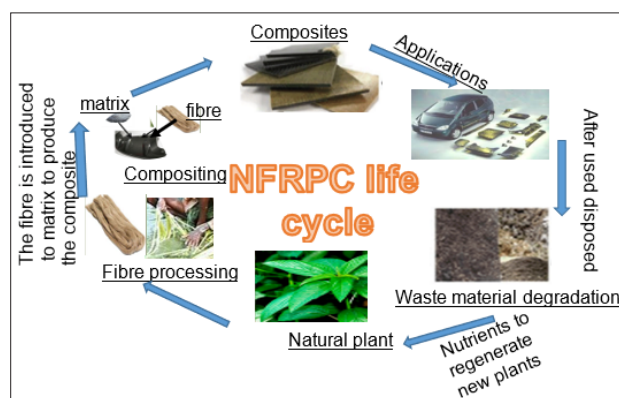 Composites
Applications
matrix
fibre
Compositing
The fibre is introduced
to matrix to produce
the composite
NFRPC life
cycle
After used disposed
Fibre processing
Waste material degradation
Natural plant
Nutrients to
regenerate
new plants